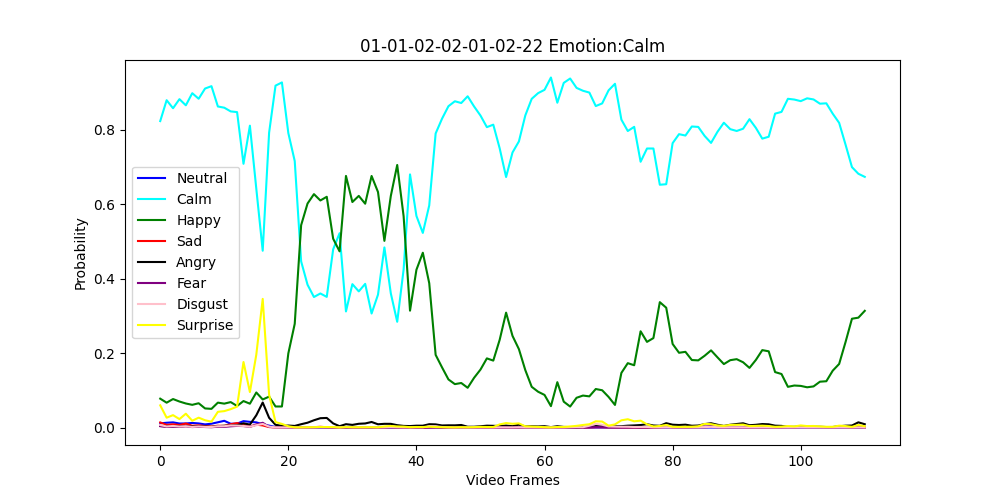 01-01-02-02-01-02-22 Emotion:Calm
Probability
0.8
0.6
0.4
0.2
0.0
Neutral
Calm
Happy
Sad
Angry
Fear
Disgust
Surprise
0 20 40 60 80 100
Video Frames